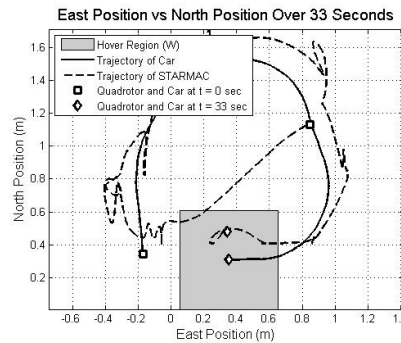 East Position vs North Position Over 33 Seconds
Hover Region (W)
Trajectory of Car
Trajectory of STARMAC
Quadrotor and Car at t = 0 sec
Quadrotor and Car at t = 33 sec
North Position (m)
1.6
1.4
1.2
1
0.8
0.6
0.4
0.2
-0.6 -0.4 -0.2 0 0.2 0.4 0.6 0.8 1 1.2 1.4
East Position (m)